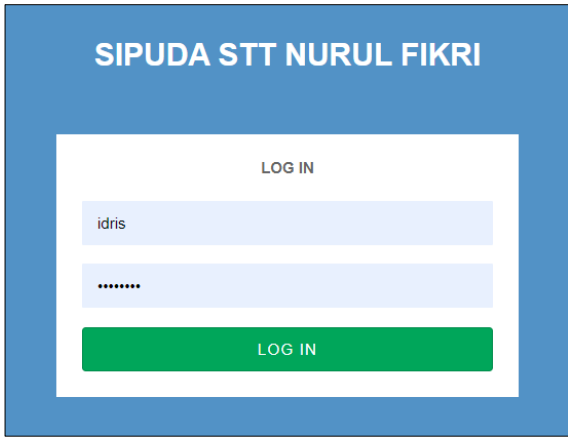 SIPUDA STT NURUL FIKRI
LOG IN
idris
••••••••
LOG IN